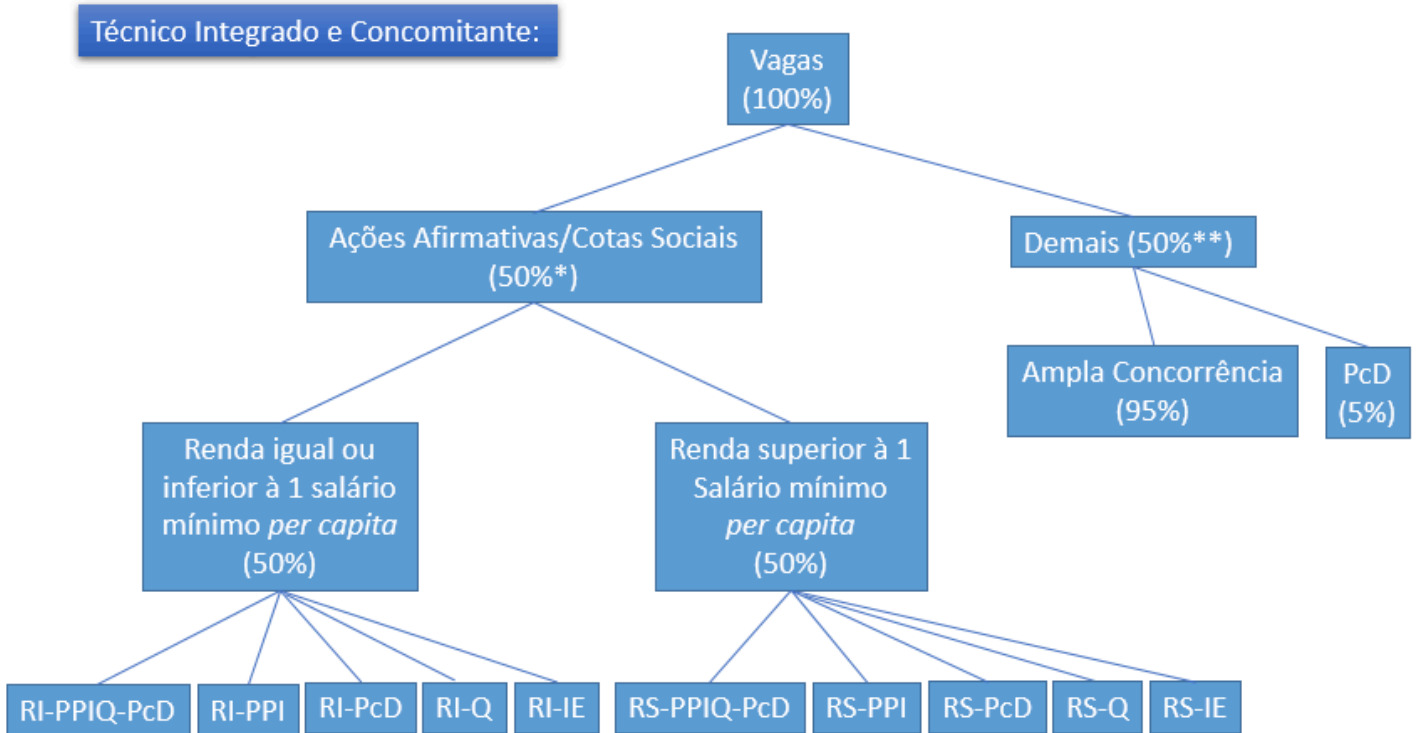 Técnico Integrado e Concomitante:
Vagas
(100%)
Ações Afirmativas/Cotas Sociais
(50%*)
Demais (50%**)
Ampla Concorrência
(95%)
PcD
(5%)
Renda igual ou
inferior à 1 salário
mínimo per capita
(50%)
Renda superior à 1
Salário mínimo
per capita
(50%)
RI-PPIQ-PcD
RI-PPI
RI-PcD
RI-Q
RI-IE
RS-PPIQ-PcD
RS-PPI
RS-PcD
RS-Q
RS-IE